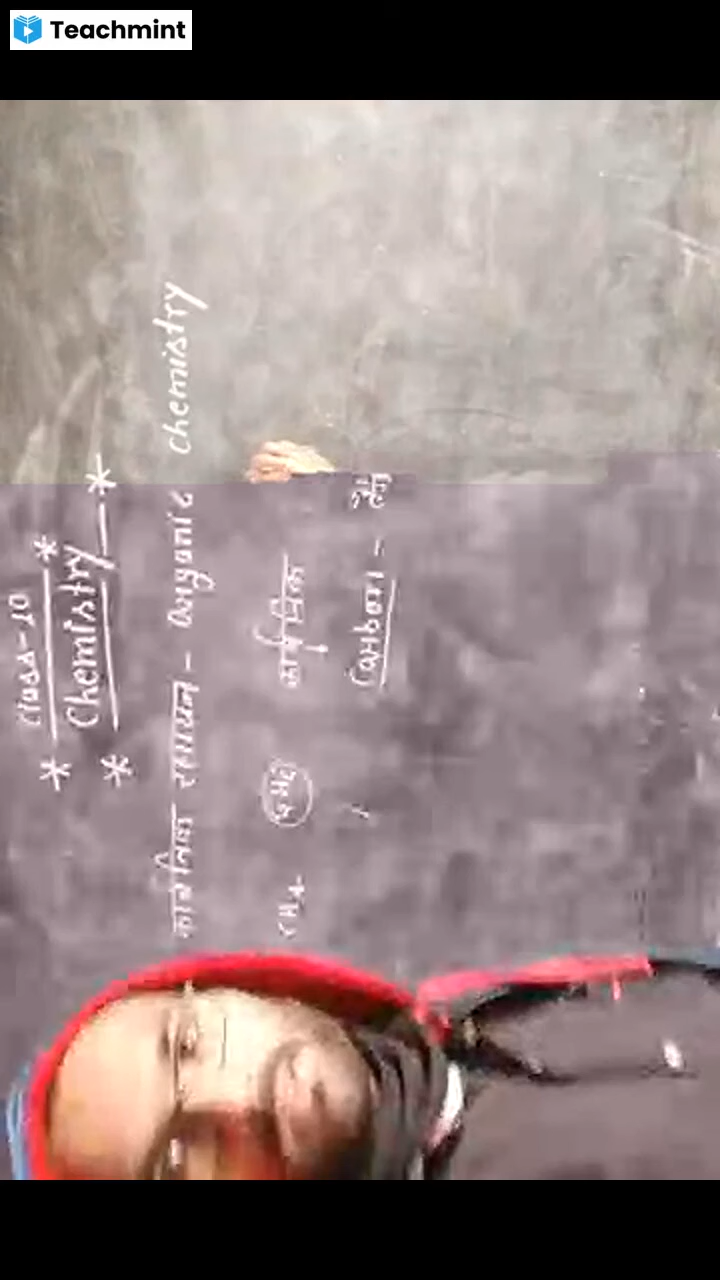 Teachmint
* Class-10 *
* Chemistry *
कार्बनिक रसायन - Organic chemistry
CH4 कार्बनिक
Carbon -